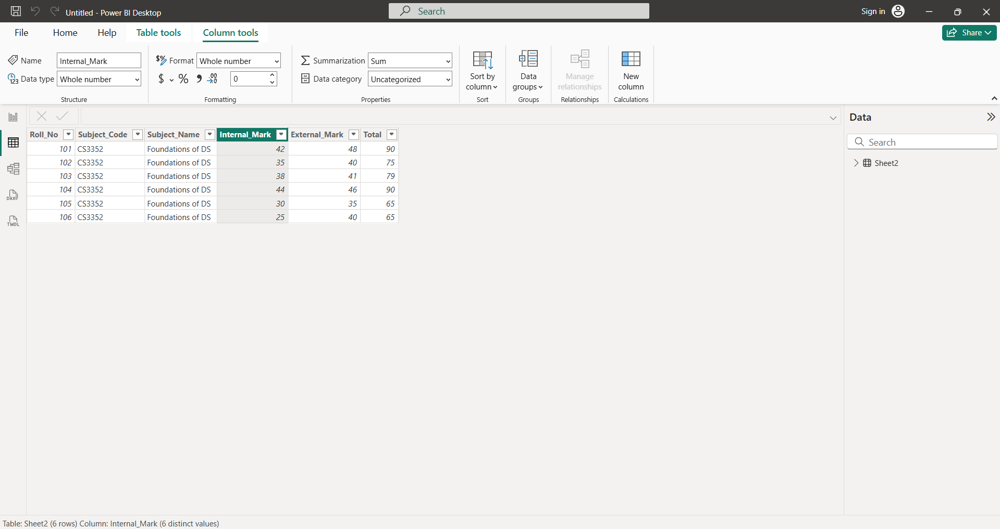 Untitled - Power BI Desktop
Search
Sign in
File Home Help Table tools Column tools
Share
Name Internal_Mark
Data type Whole number
Structure
$% Format Whole number
$ % , .00 →.0 0
Formatting
Σ Summarization Sum
Data category Uncategorized
Properties
Sort by column
Sort
Data groups
Groups
Manage relationships
Relationships
New column
Calculations
Data
Search
Sheet2
DAX
TMDL
Roll_No Subject_Code Subject_Name Internal_Mark External_Mark Total
101 CS3352 Foundations of DS 42 48 90
102 CS3352 Foundations of DS 35 40 75
103 CS3352 Foundations of DS 38 41 79
104 CS3352 Foundations of DS 44 46 90
105 CS3352 Foundations of DS 30 35 65
106 CS3352 Foundations of DS 25 40 65
Table: Sheet2 (6 rows) Column: Internal_Mark (6 distinct values)